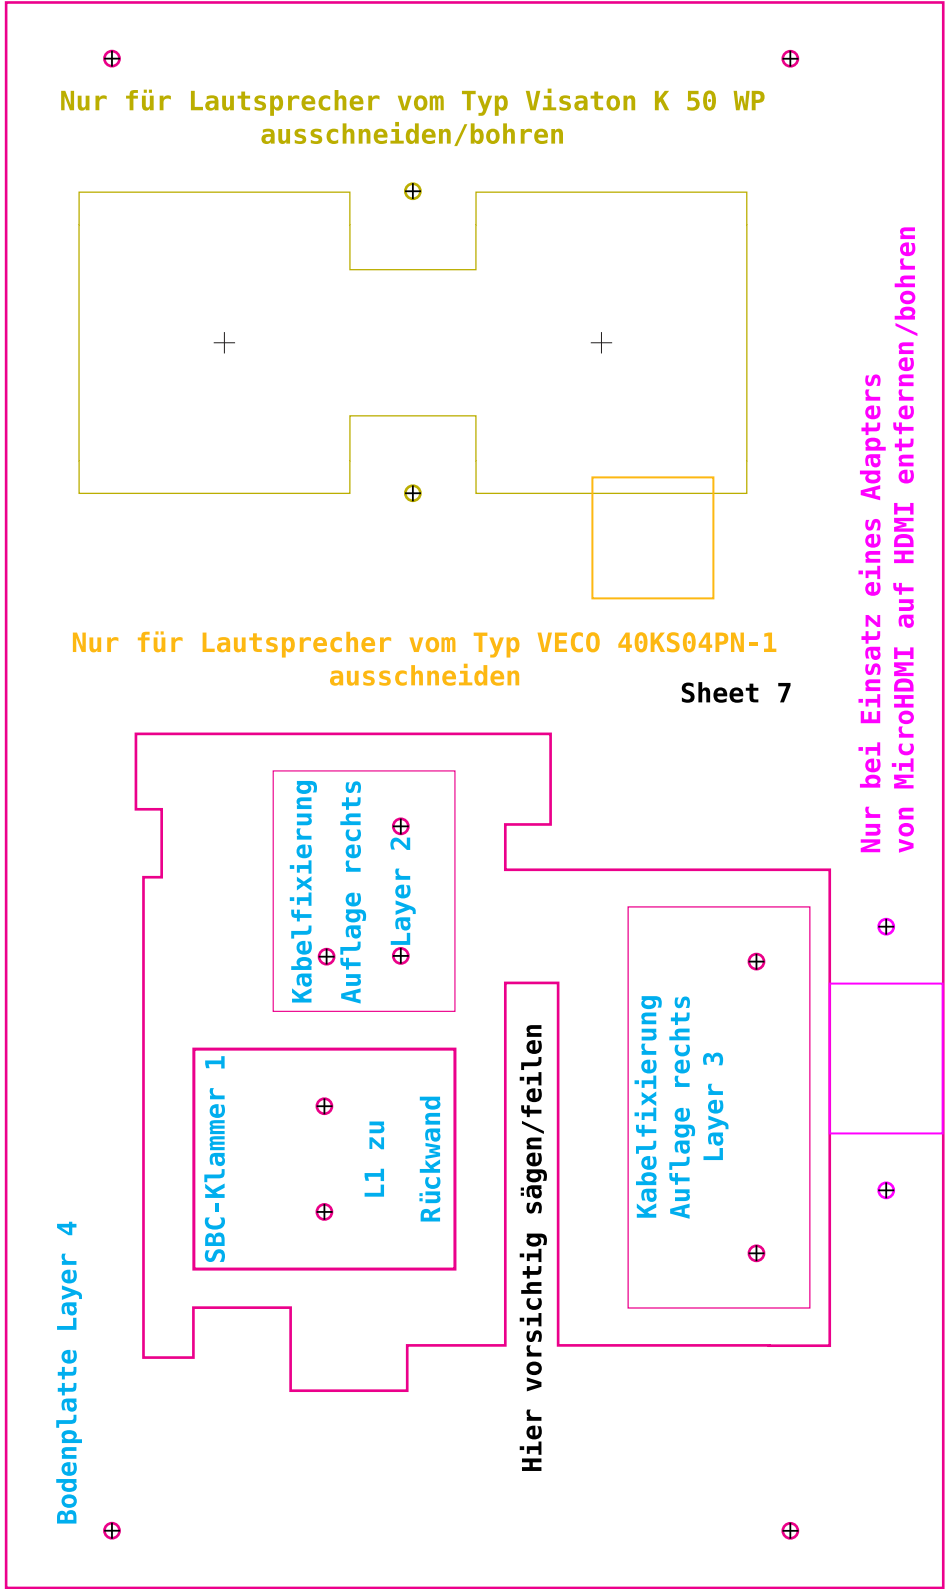 Nur für Lautsprecher vom Typ Visaton K 50 WP
ausschneiden/bohren
Nur bei Einsatz eines Adapters
von MicroHDMI auf HDMI entfernen/bohren
Nur für Lautsprecher vom Typ VECO 40KS04PN-1
ausschneiden
Sheet 7
Kabelfixierung
Auflage rechts
Layer 2
Kabelfixierung
Auflage rechts
Layer 3
SBC-Klammer 1
L1 zu
Rückwand
Hier vorsichtig sägen/feilen
Bodenplatte Layer 4